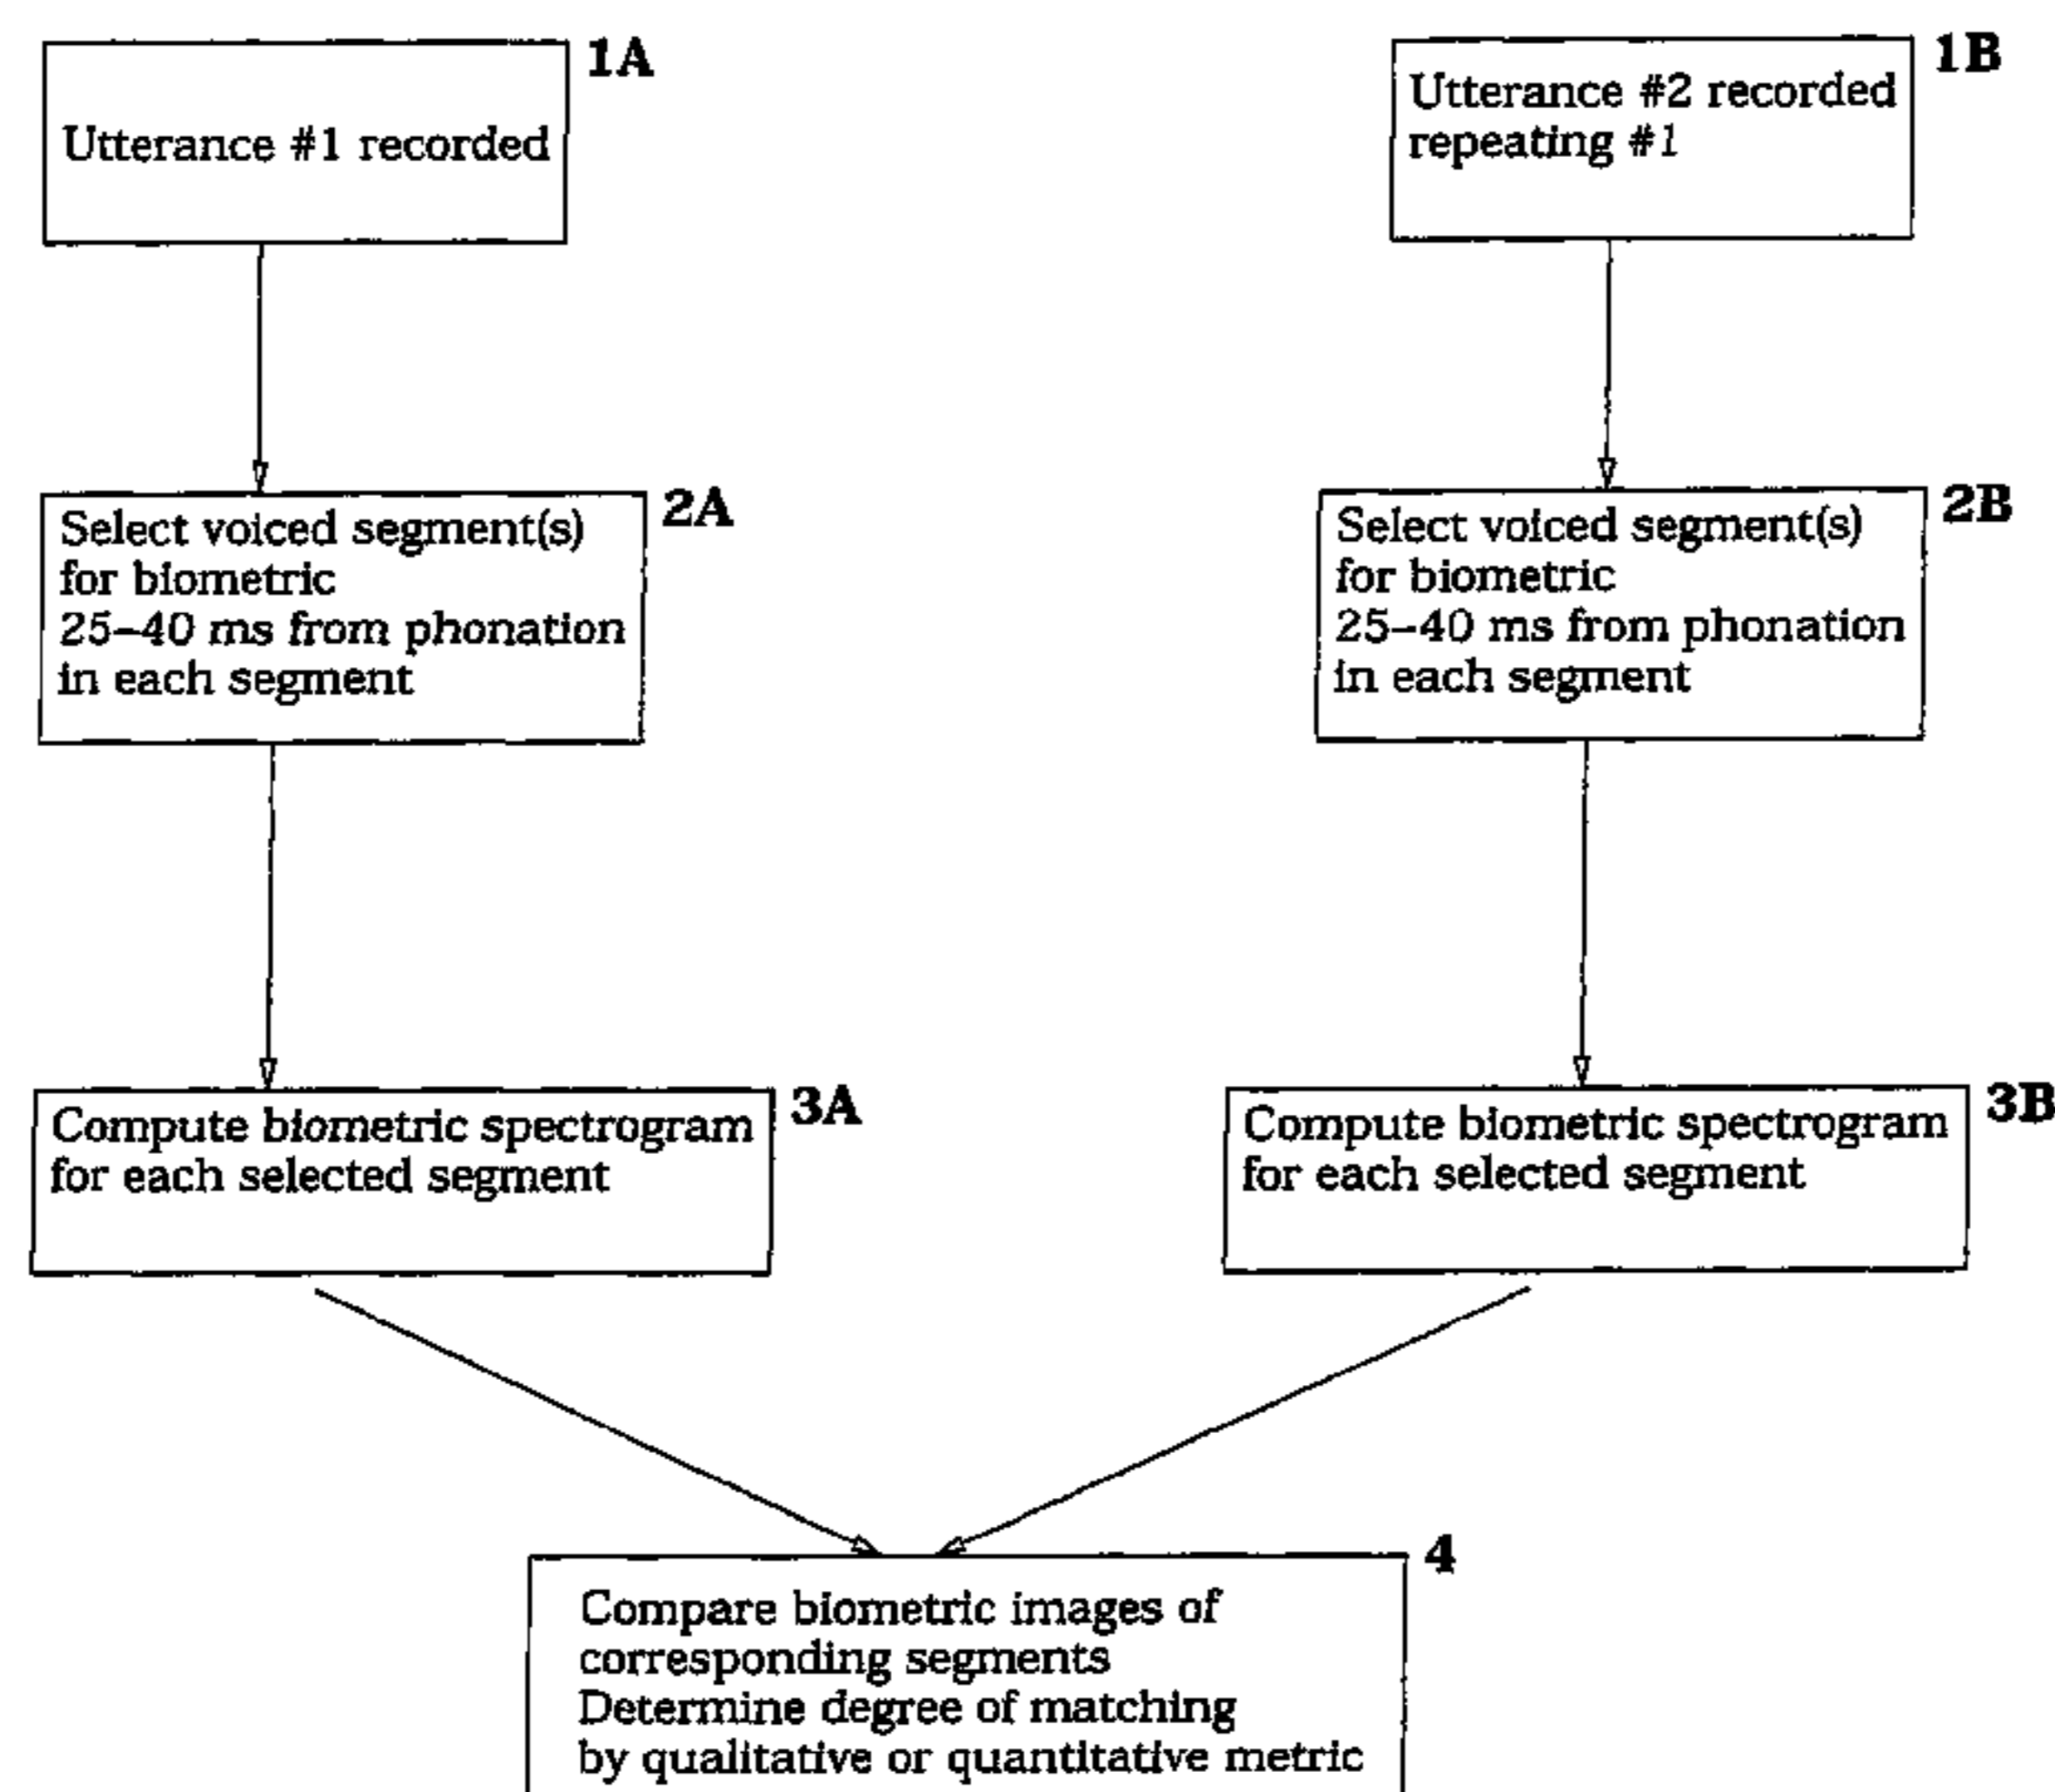 1A
Utterance #1 recorded
1B
Utterance #2 recorded
repeating #1
2A
Select voiced segment(s)
for biometric
25–40 ms from phonation
in each segment
2B
Select voiced segment(s)
for biometric
25–40 ms from phonation
in each segment
3A
Compute biometric spectrogram
for each selected segment
3B
Compute biometric spectrogram
for each selected segment
4
Compare biometric images of
corresponding segments
Determine degree of matching
by qualitative or quantitative metric